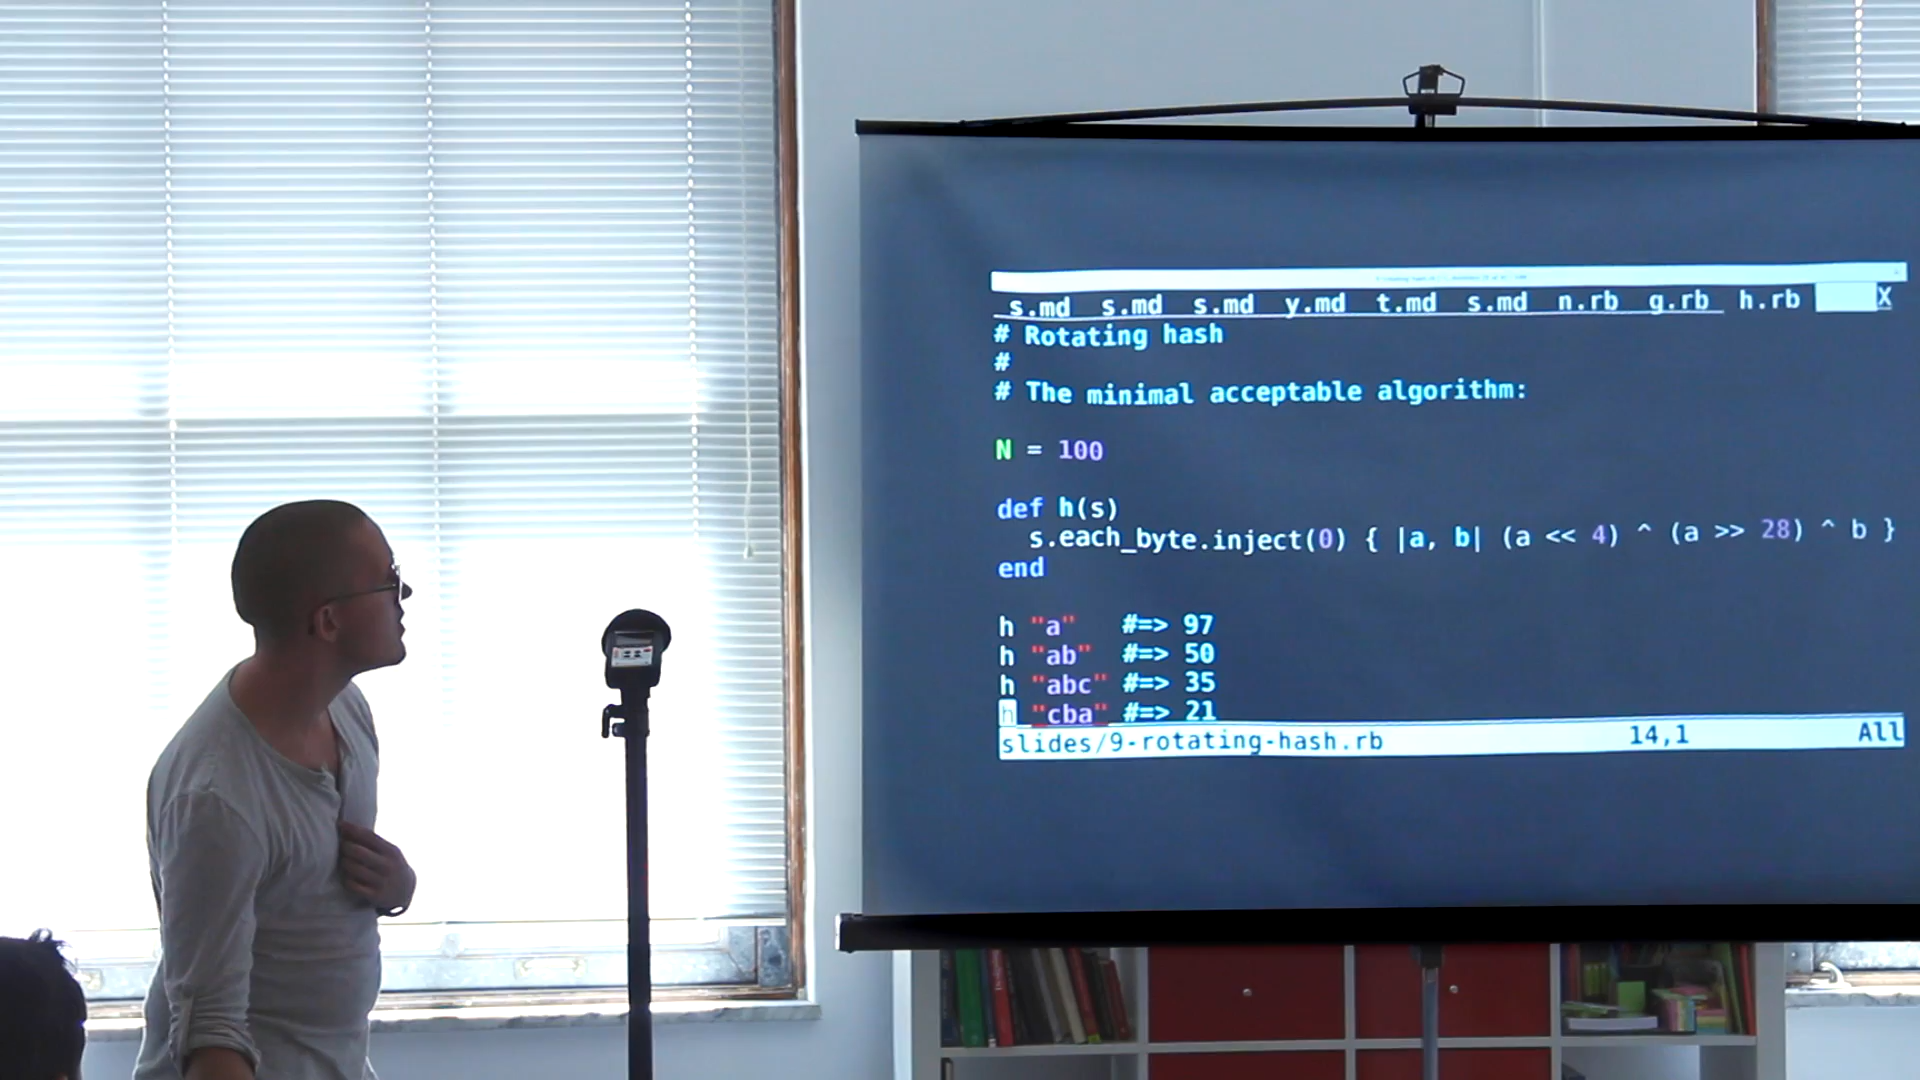 s.md s.md s.md y.md t.md s.md n.rb g.rb h.rb X
# Rotating hash
#
# The minimal acceptable algorithm:
N = 100
def h(s)
s.each_byte.inject(0) { |a, b| (a << 4) ^ (a >> 28) ^ b }
end
h "a" #=> 97
h "ab" #=> 50
h "abc" #=> 35
h "cba" #=> 21
slides/9-rotating-hash.rb 14,1 All